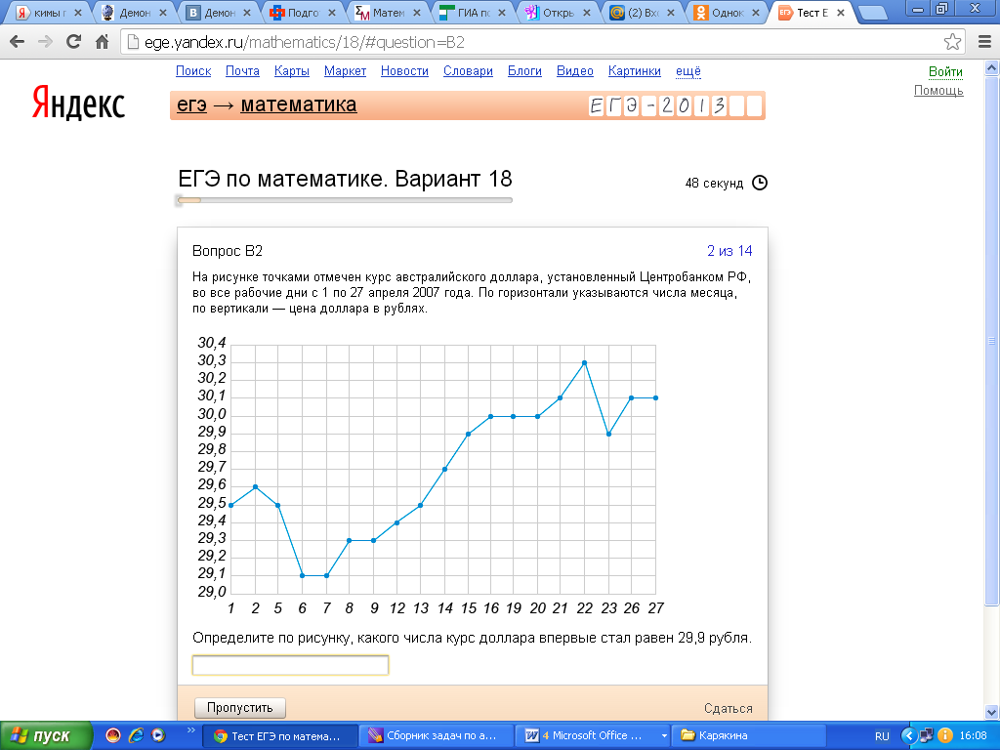 кимы г
Демон
Демон
Подго
Матем
ГИА по
Откры
(2) Вхо
Однок
Тест Е
ege.yandex.ru/mathematics/18/#question=B2
Поиск Почта Карты Маркет Новости Словари Блоги Видео Картинки ещё
Войти
Помощь
Яндекс
егэ → математика
ЕГЭ-2013
ЕГЭ по математике. Вариант 18
48 секунд
Вопрос B2
2 из 14
На рисунке точками отмечен курс австралийского доллара, установленный Центробанком РФ,
во все рабочие дни с 1 по 27 апреля 2007 года. По горизонтали указываются числа месяца,
по вертикали — цена доллара в рублях.
30,4
30,3
30,2
30,1
30,0
29,9
29,8
29,7
29,6
29,5
29,4
29,3
29,2
29,1
29,0
1 2 5 6 7 8 9 12 13 14 15 16 19 20 21 22 23 26 27
Определите по рисунку, какого числа курс доллара впервые стал равен 29,9 рубля.
Пропустить
Сдаться
пуск
Тест ЕГЭ по матема...
Сборник задач по а...
4 Microsoft Office ...
Карякина
RU
16:08